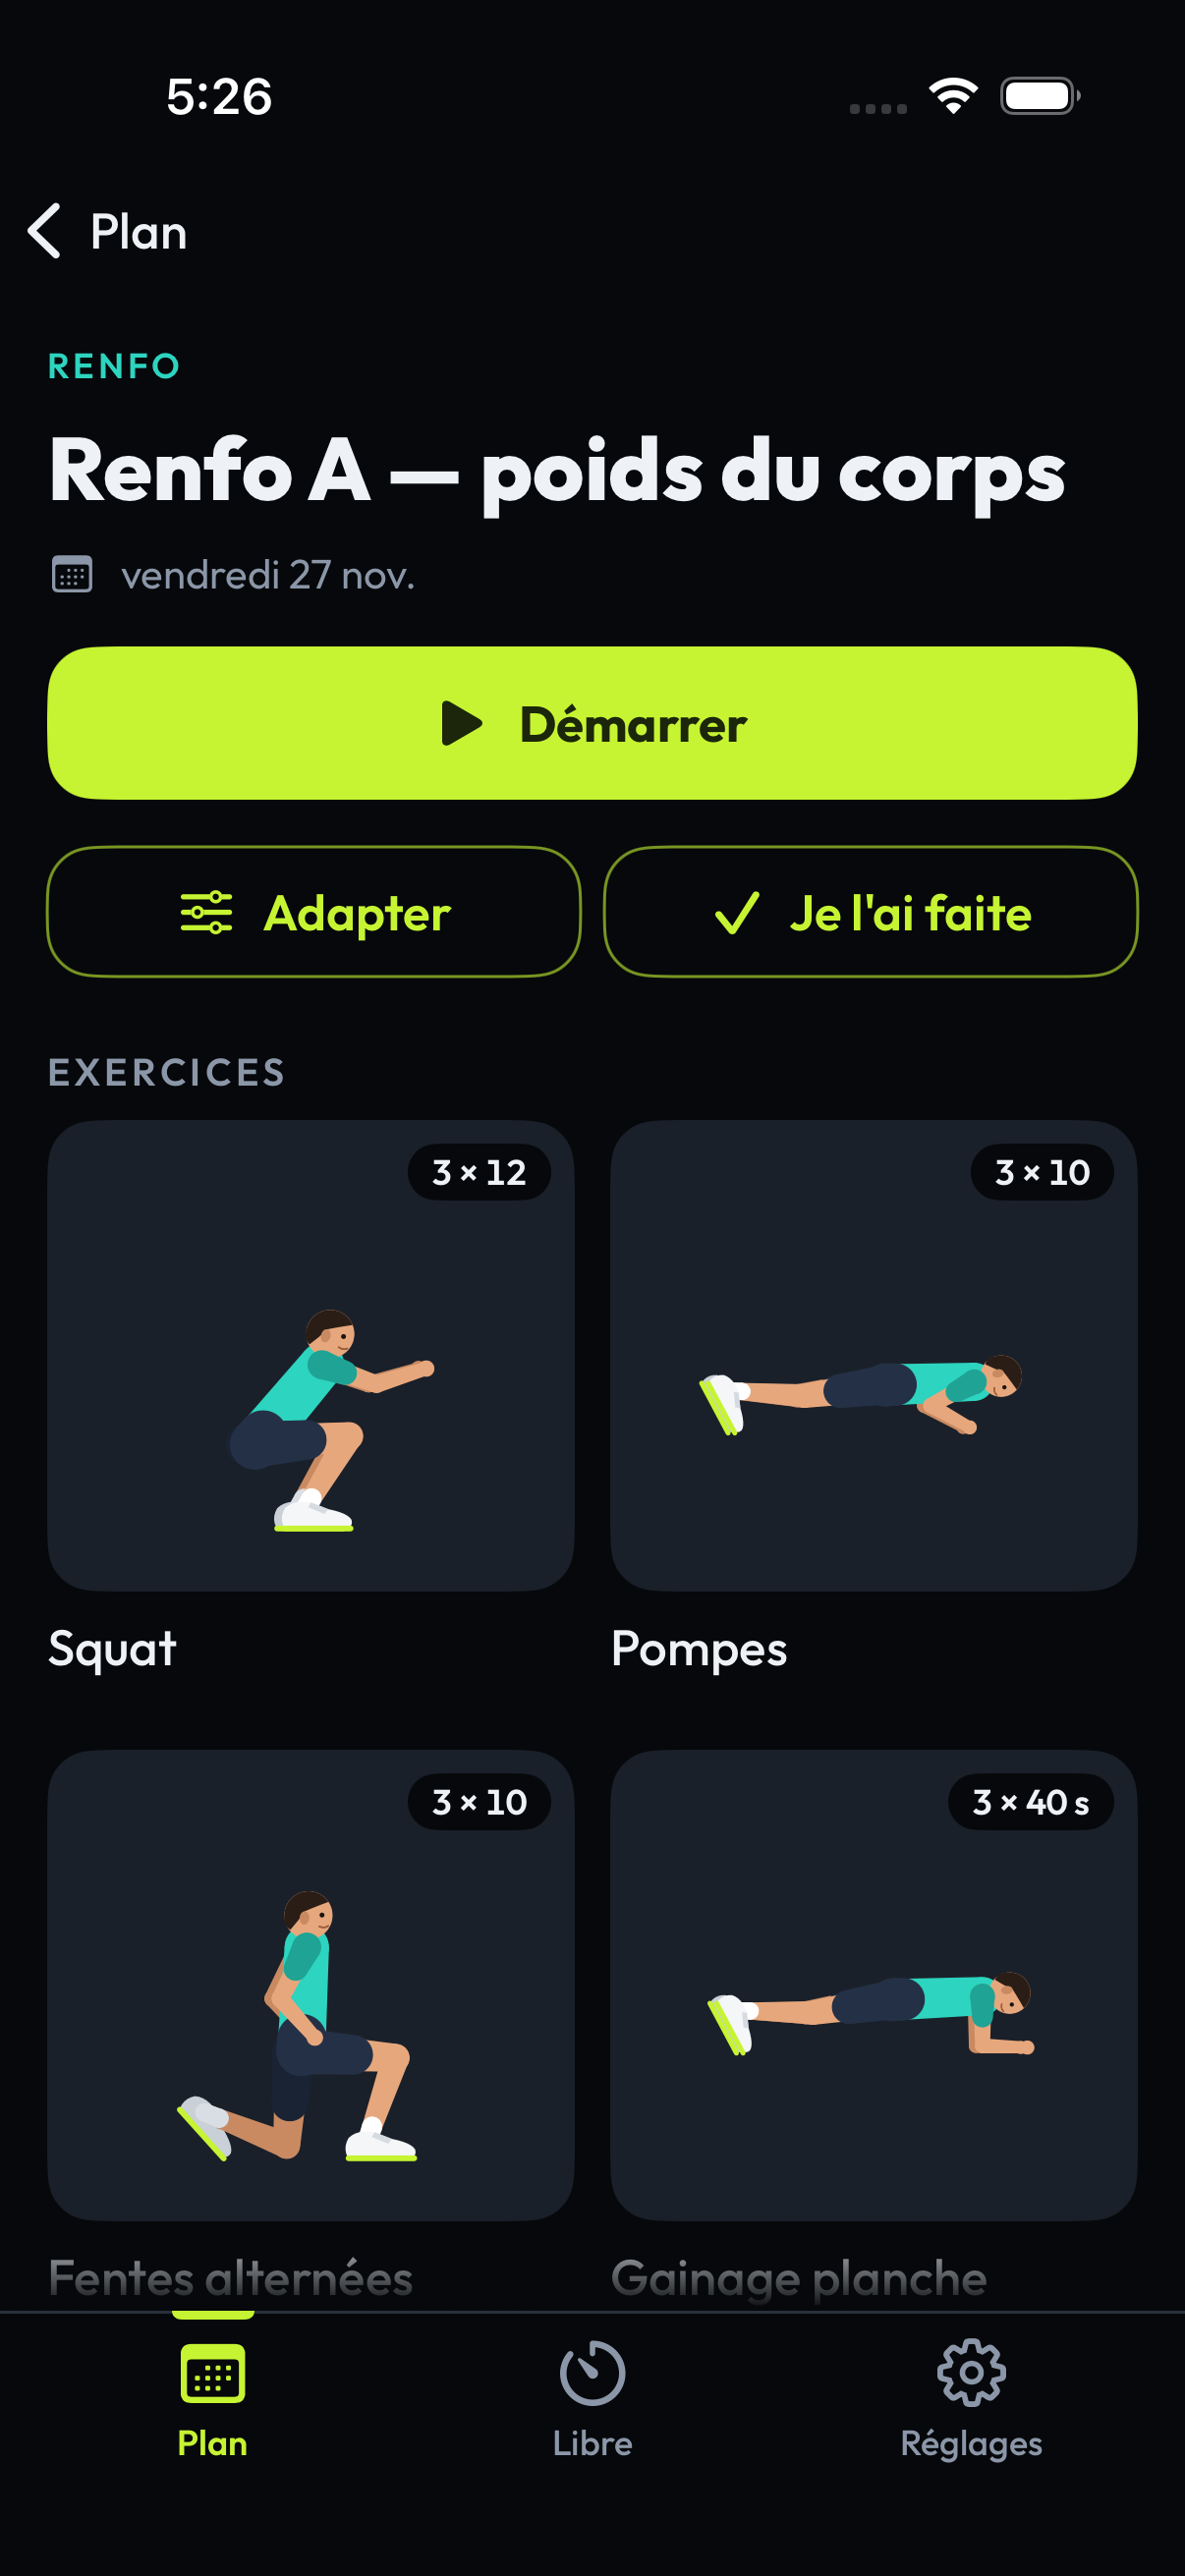 5:26
Plan
RENFO
Renfo A — poids du corps
vendredi 27 nov.
Démarrer
Adapter
Je l'ai faite
EXERCICES
3 × 12
3 × 10
Squat
Pompes
3 × 10
3 × 40 s
Fentes alternées
Gainage planche
Plan
Libre
Réglages